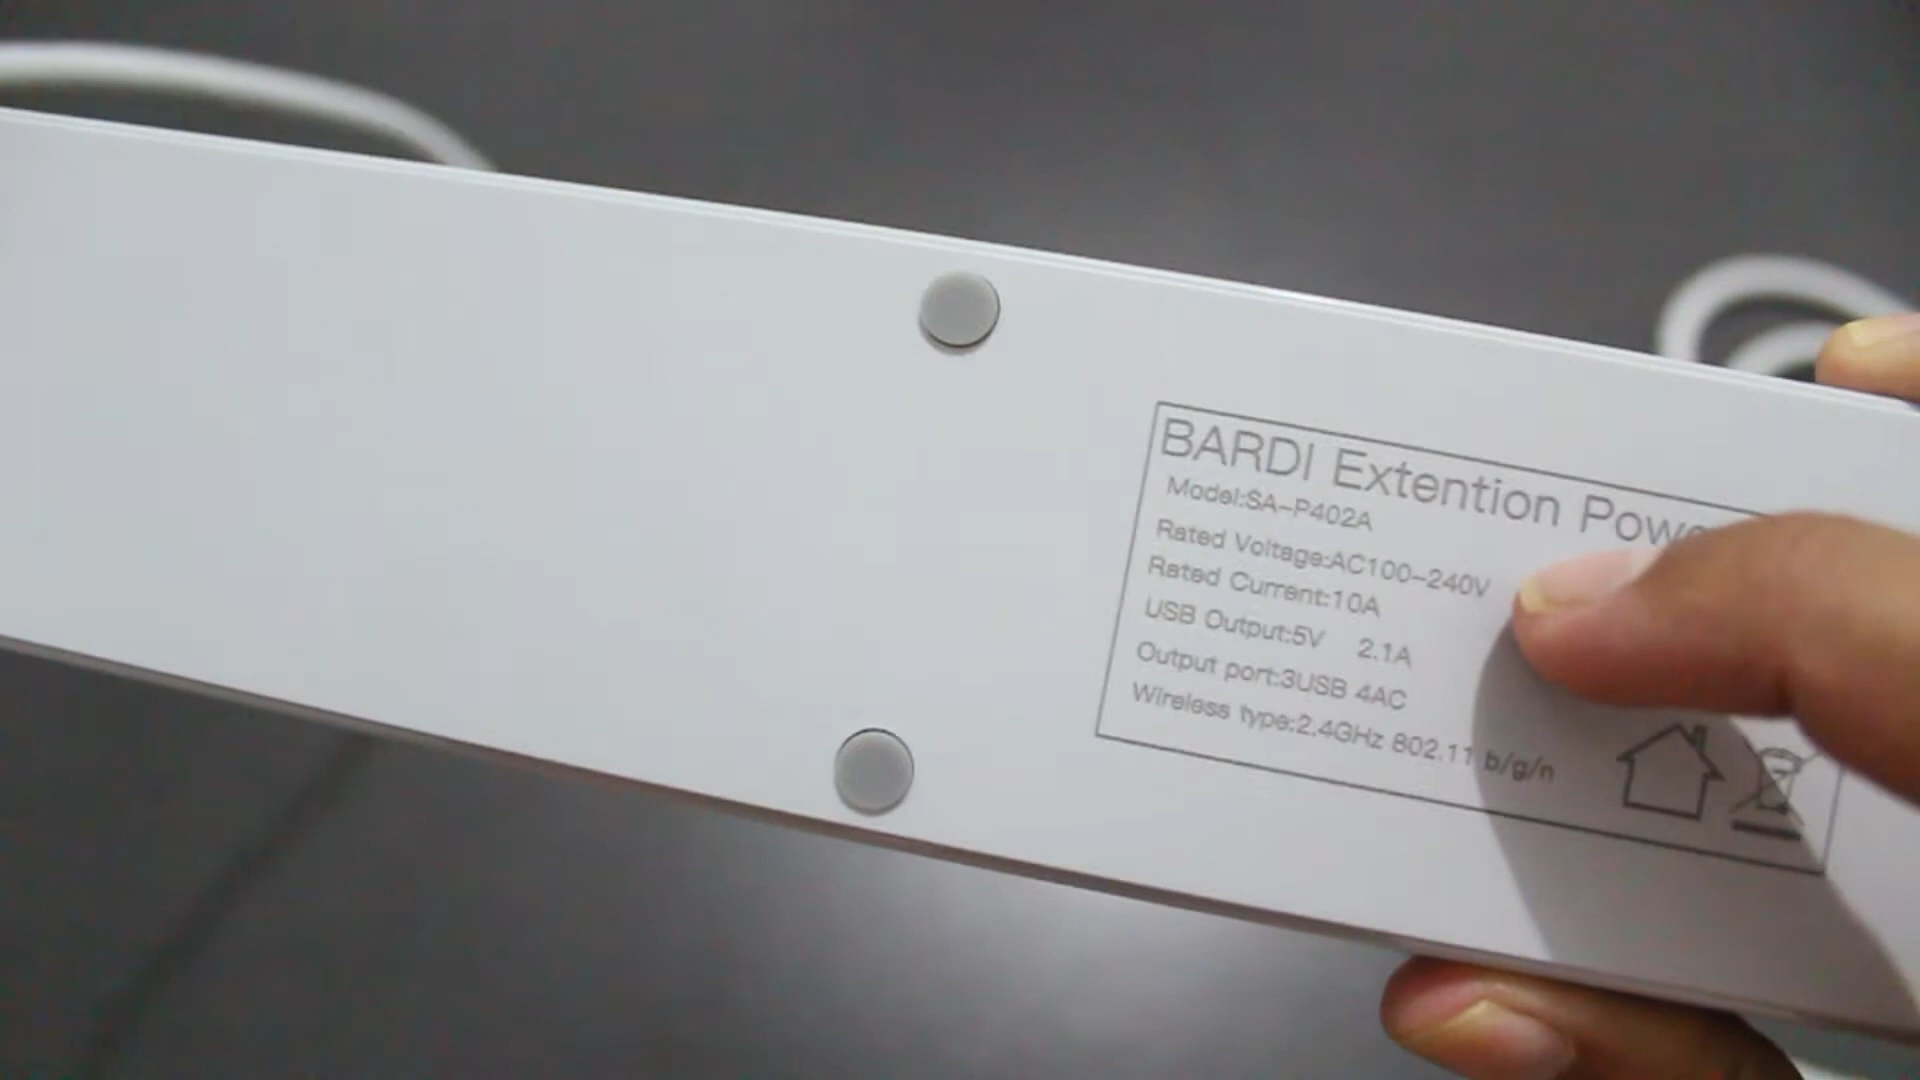 BARDI Extention Powe
Model:SA-P402A
Rated Voltage:AC100-240V
Rated Current:10A
USB Output:5V 2.1A
Output port:3USB 4AC
Wireless type:2.4GHz 802.11 b/g/n